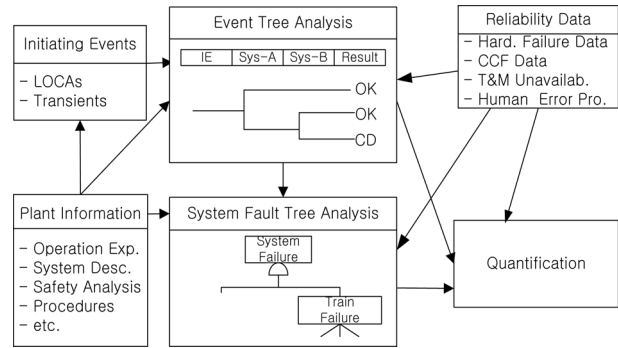 Initiating Events
- LOCAs
- Transients
Event Tree Analysis
IE Sys-A Sys-B Result
OK
OK
CD
Reliability Data
- Hard. Failure Data
- CCF Data
- T&M Unavailab.
- Human Error Pro.
Plant Information
- Operation Exp.
- System Desc.
- Safety Analysis
- Procedures
- etc.
System Fault Tree Analysis
System
Failure
Train
Failure
Quantification